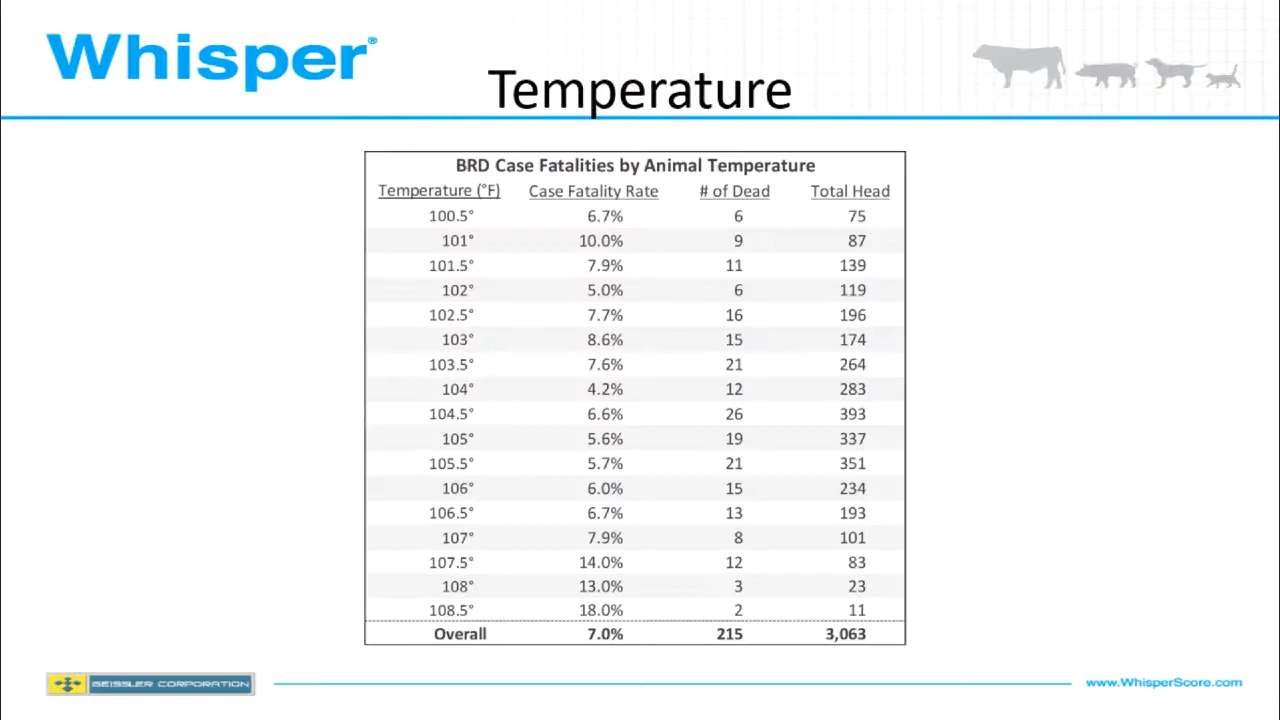 Whisper®
Temperature
BRD Case Fatalities by Animal Temperature
Temperature (°F) Case Fatality Rate # of Dead Total Head
100.5° 6.7% 6 75
101° 10.0% 9 87
101.5° 7.9% 11 139
102° 5.0% 6 119
102.5° 7.7% 16 196
103° 8.6% 15 174
103.5° 7.6% 21 264
104° 4.2% 12 283
104.5° 6.6% 26 393
105° 5.6% 19 337
105.5° 5.7% 21 351
106° 6.0% 15 234
106.5° 6.7% 13 193
107° 7.9% 8 101
107.5° 14.0% 12 83
108° 13.0% 3 23
108.5° 18.0% 2 11
Overall 7.0% 215 3,063
GEISSLER CORPORATION
www.WhisperScore.com